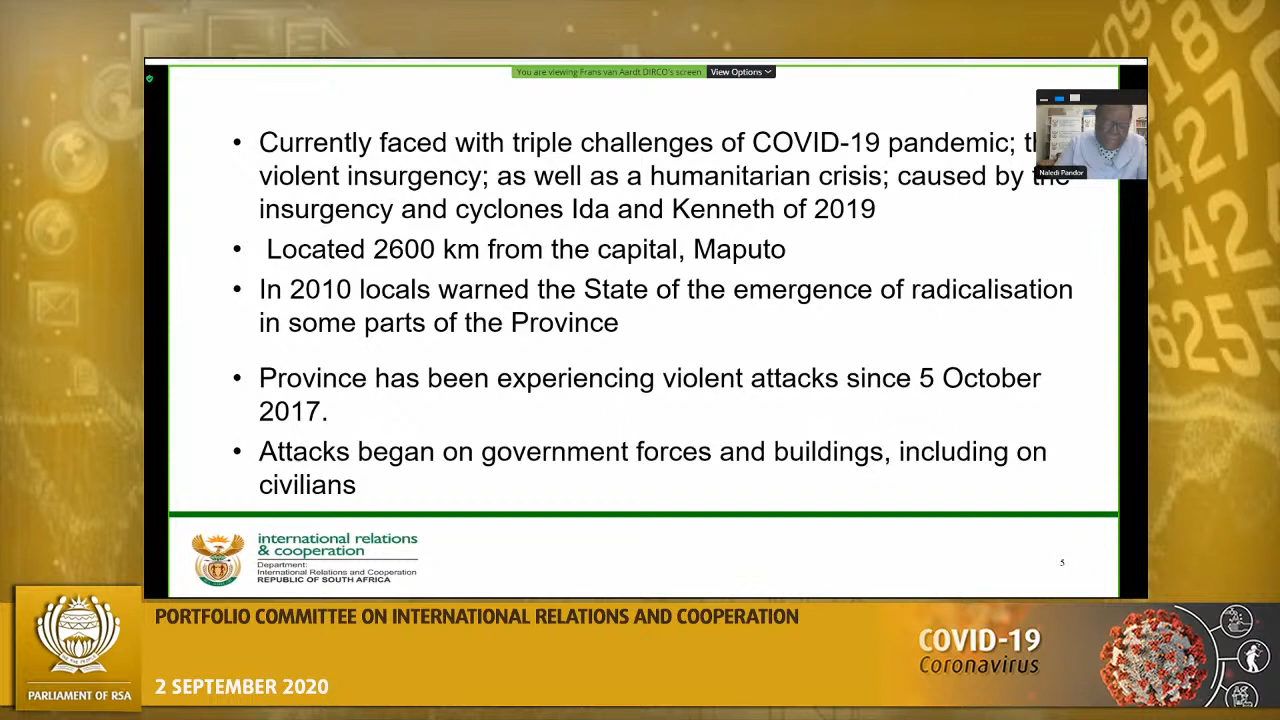 You are viewing Frans van Aardt DIRCO's screen
View Options
• Currently faced with triple challenges of COVID-19 pandemic;
violent insurgency; as well as a humanitarian crisis; caused by the
insurgency and cyclones Ida and Kenneth of 2019
• Located 2600 km from the capital, Maputo
• In 2010 locals warned the State of the emergence of radicalisation
in some parts of the Province
• Province has been experiencing violent attacks since 5 October
2017.
• Attacks began on government forces and buildings, including on
civilians
Naledi Pandor
international relations
& cooperation
Department:
International Relations and Cooperation
REPUBLIC OF SOUTH AFRICA
5
PORTFOLIO COMMITTEE ON INTERNATIONAL RELATIONS AND COOPERATION
2 SEPTEMBER 2020
PARLIAMENT OF RSA
COVID-19
Coronavirus